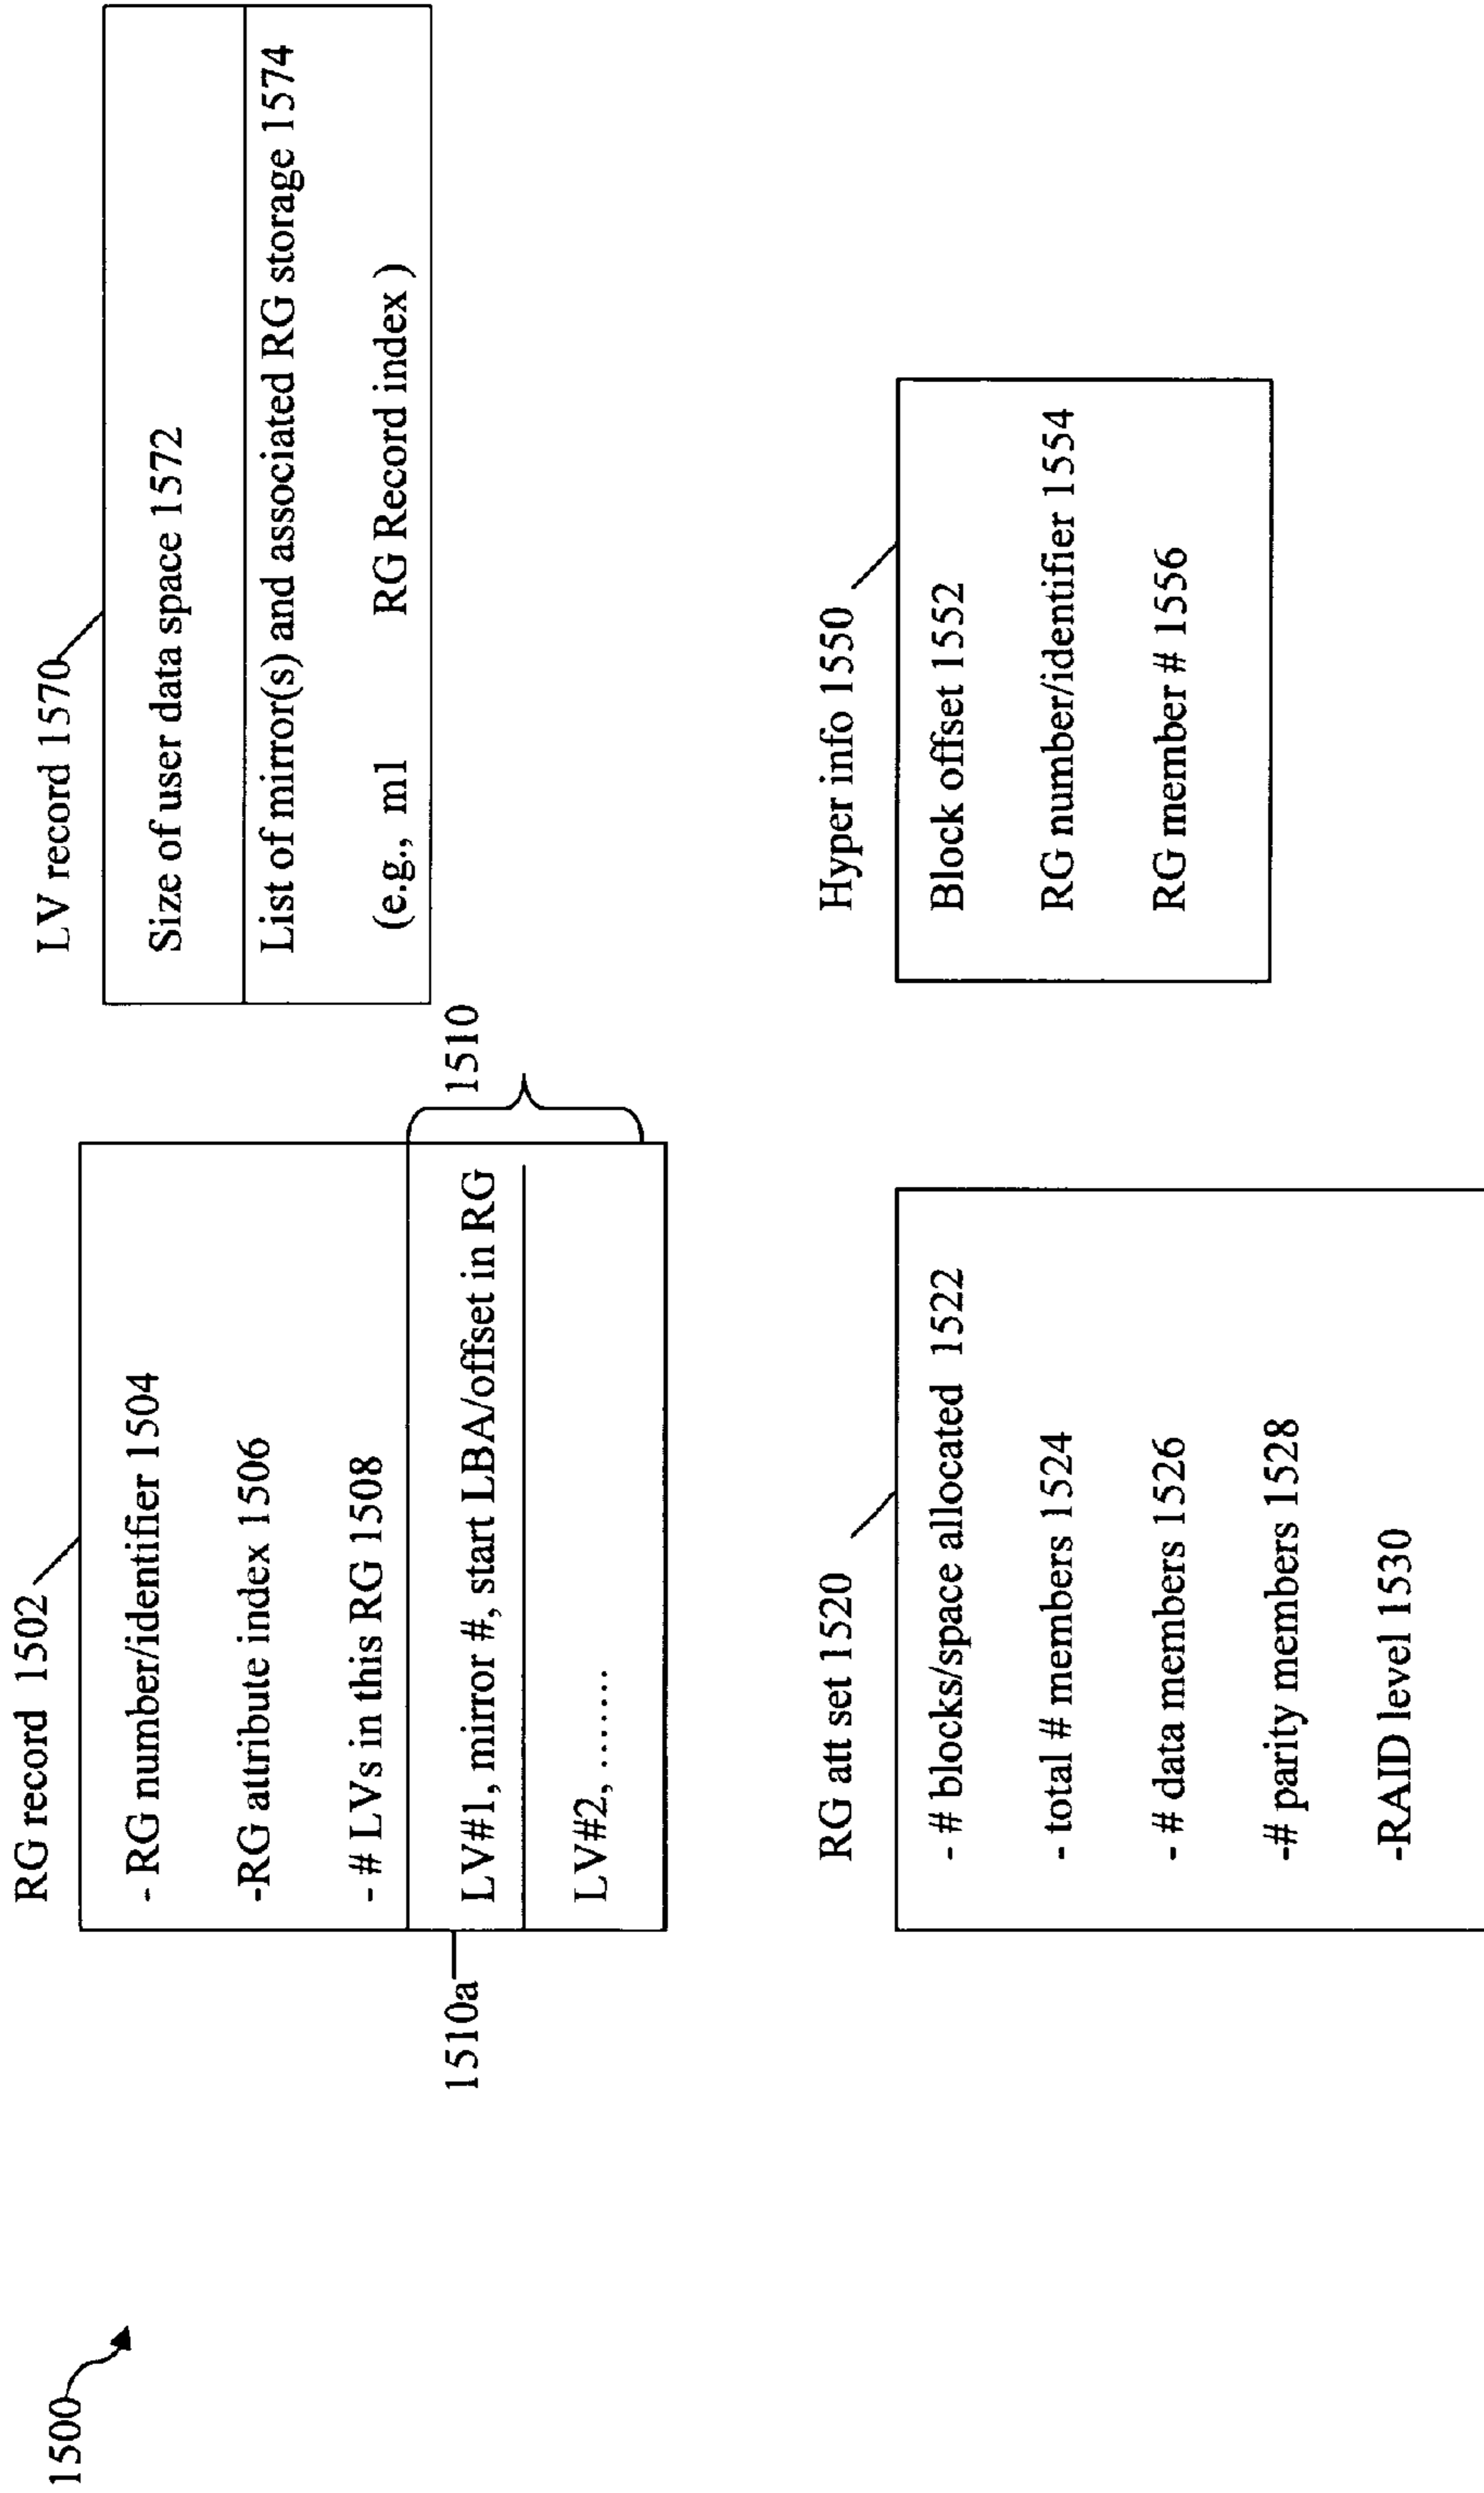 1500
RG record 1502
- RG number/identifier 1504
-RG attribute index 1506
- # LVs in this RG 1508
1510a
LV#1, mirror #, start LBA/offset in RG
LV#2, .......
1510
LV record 1570
Size of user data space 1572
List of mirror(s) and associated RG storage 1574
(e.g., ml RG Record index )
RG att set 1520
- # blocks/space allocated 1522
- total # members 1524
- # data members 1526
-# parity members 1528
-RAID level 1530
Hyper info 1550
Block offset 1552
RG number/identifier 1554
RG member # 1556